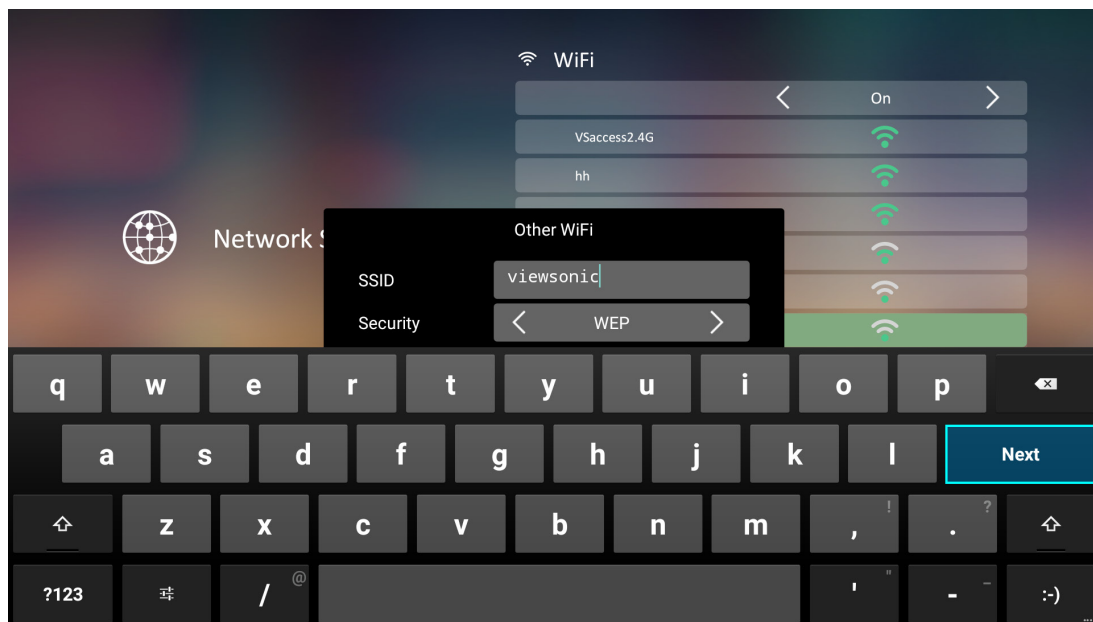 WiFi
On
VSaccess2.4G
hh
Network S
Other WiFi
SSID viewsonic
Security WEP
q w e r t y u i o p
a s d f g h j k l Next
z x c v b n m , ! . ?
?123 / @ ' " - _ :-)